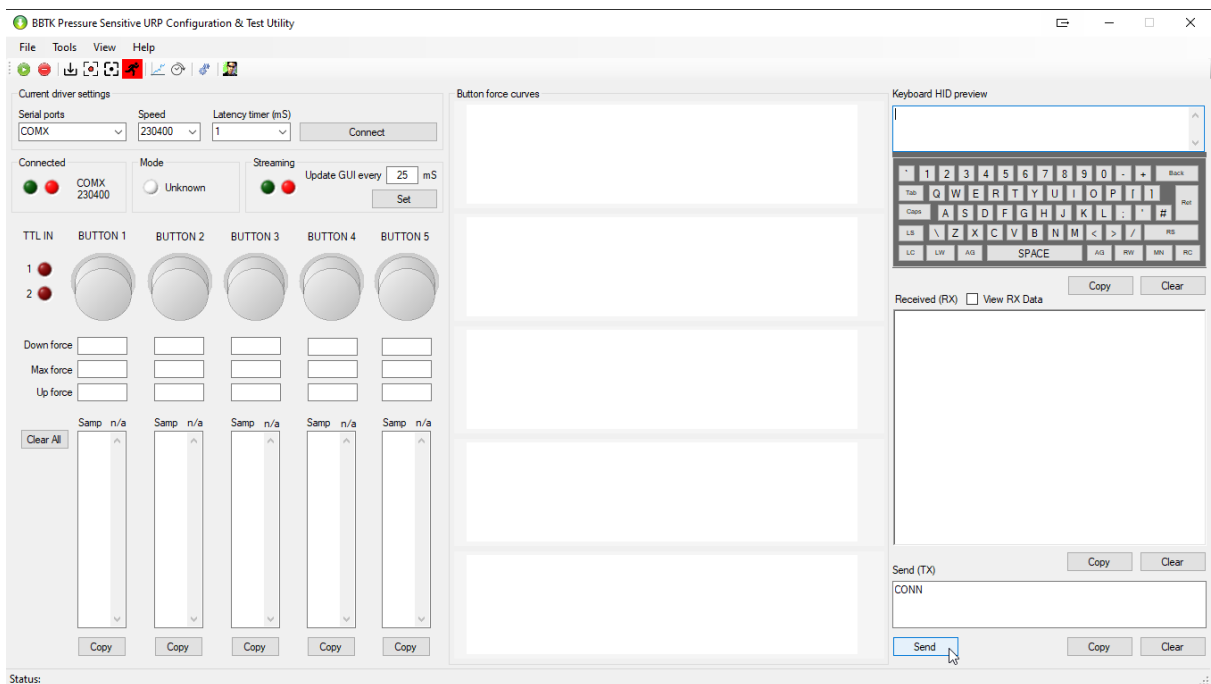 BBTK Pressure Sensitive URP Configuration & Test Utility
File Tools View Help
Current driver settings
Serial ports Speed Latency timer (mS)
COMX 230400 1 Connect
Connected
COMX
230400
Mode
Unknown
Streaming
Update GUI every 25 mS
Set
TTL IN BUTTON 1 BUTTON 2 BUTTON 3 BUTTON 4 BUTTON 5
1
2
Down force
Max force
Up force
Samp n/a Samp n/a Samp n/a Samp n/a Samp n/a
Clear All
Copy Copy Copy Copy Copy
Button force curves
Keyboard HID preview
` 1 2 3 4 5 6 7 8 9 0 - + Back
Tab Q W E R T Y U I O P [ ] Ret
Caps A S D F G H J K L ; ' #
LS \ Z X C V B N M < > / RS
LC LW AG SPACE AG RW MN RC
Copy Clear
Received (RX) View RX Data
Copy Clear
Send (TX)
CONN
Send Copy Clear
Status: